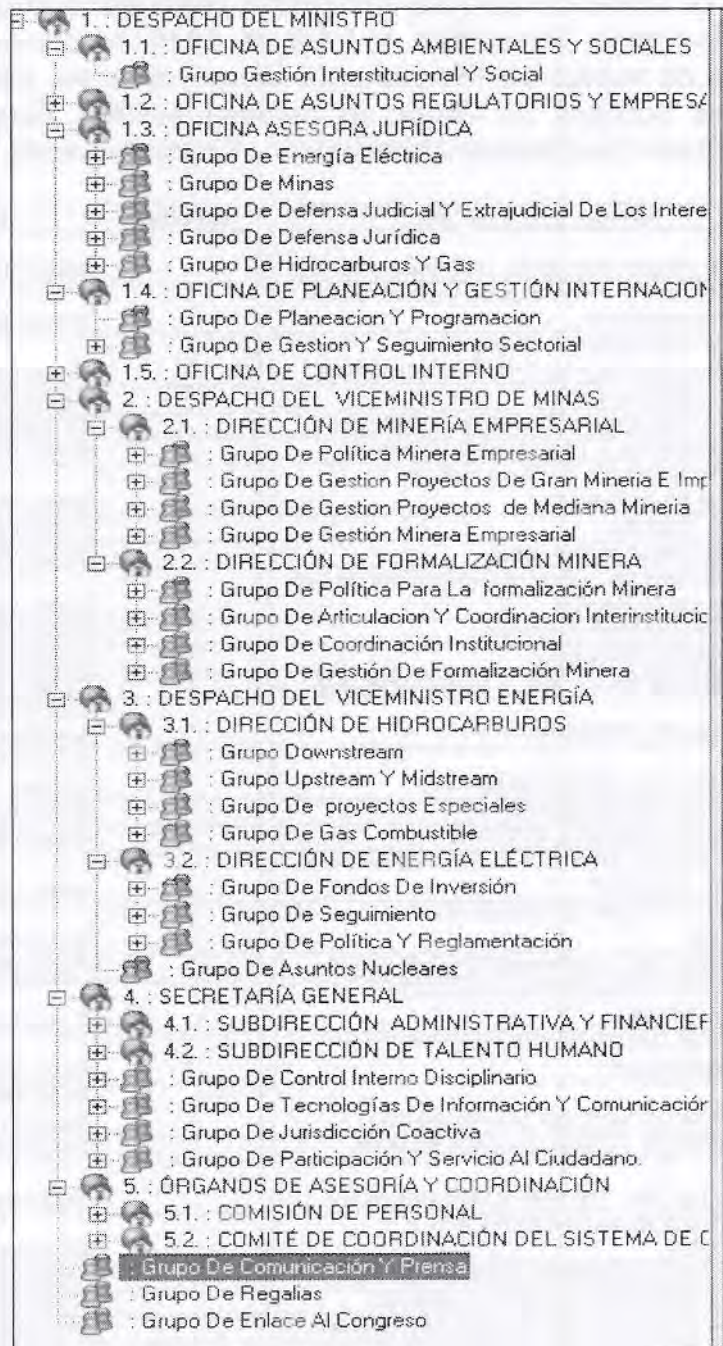 1. : DESPACHO DEL MINISTRO
1.1. : OFICINA DE ASUNTOS AMBIENTALES Y SOCIALES
: Grupo Gestión Interstitucional Y Social
1.2. : OFICINA DE ASUNTOS REGULATORIOS Y EMPRESA
1.3. : OFICINA ASESORA JURÍDICA
: Grupo De Energía Eléctrica
: Grupo De Minas
: Grupo De Defensa Judicial Y Extrajudicial De Los Intere
: Grupo De Defensa Jurídica
: Grupo De Hidrocarburos Y Gas
1.4. : OFICINA DE PLANEACIÓN Y GESTIÓN INTERNACION
: Grupo De Planeacion Y Programacion
: Grupo De Gestion Y Seguimiento Sectorial
1.5. : OFICINA DE CONTROL INTERNO
2. : DESPACHO DEL VICEMINISTRO DE MINAS
2.1. : DIRECCIÓN DE MINERÍA EMPRESARIAL
: Grupo De Política Minera Empresarial
: Grupo De Gestion Proyectos De Gran Mineria E Imp
: Grupo De Gestion Proyectos de Mediana Mineria
: Grupo De Gestión Minera Empresarial
2.2. : DIRECCIÓN DE FORMALIZACIÓN MINERA
: Grupo De Política Para La formalización Minera
: Grupo De Articulacion Y Coordinacion Interinstitucic
: Grupo De Coordinación Institucional
: Grupo De Gestión De Formalización Minera
3. : DESPACHO DEL VICEMINISTRO ENERGÍA
3.1. : DIRECCIÓN DE HIDROCARBUROS
: Grupo Downstream
: Grupo Upstream Y Midstream
: Grupo De proyectos Especiales
: Grupo De Gas Combustible
3.2. : DIRECCIÓN DE ENERGÍA ELÉCTRICA
: Grupo De Fondos De Inversión
: Grupo De Seguimiento
: Grupo De Política Y Reglamentación
: Grupo De Asuntos Nucleares
4. : SECRETARÍA GENERAL
4.1. : SUBDIRECCIÓN ADMINISTRATIVA Y FINANCIER
4.2. : SUBDIRECCIÓN DE TALENTO HUMANO
: Grupo De Control Interno Disciplinario
: Grupo De Tecnologías De Información Y Comunicación
: Grupo De Jurisdicción Coactiva
: Grupo De Participación Y Servicio Al Ciudadano.
5. : ÓRGANOS DE ASESORÍA Y COORDINACIÓN
5.1. : COMISIÓN DE PERSONAL
5.2. : COMITÉ DE COORDINACIÓN DEL SISTEMA DE C
: Grupo De Comunicación Y Prensa
: Grupo De Regalias
: Grupo De Enlace Al Congreso